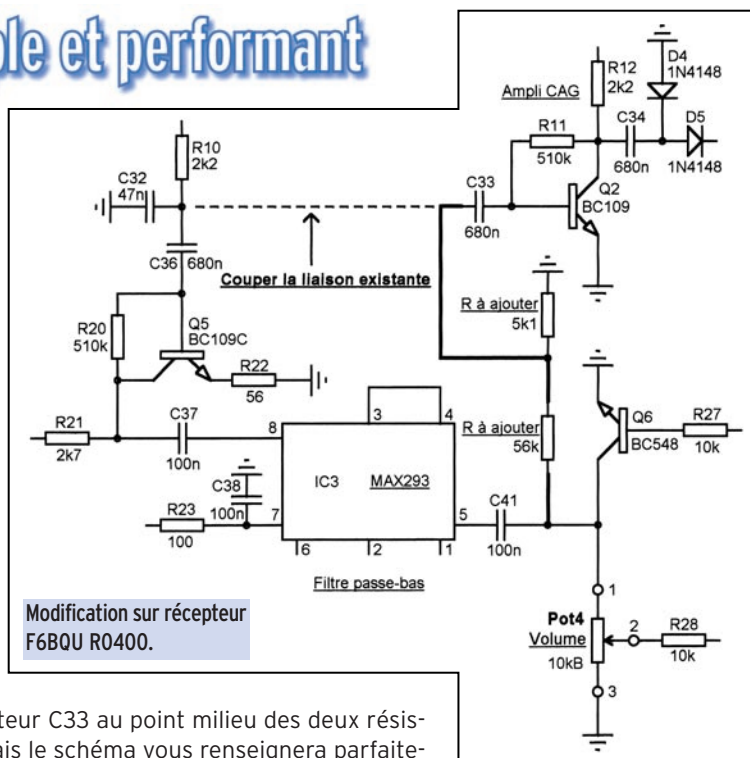 ple et performant
R12
2k2
D4
1N4148
Ampli CAG
R11
510k
C34
680n
D5
1N4148
R10
2k2
C32
47n
C33
680n
Q2
BC109
C36
680n
Couper la liaison existante
R à ajouter
5k1
R20
510k
Q5
BC109C
R22
56
Q6
BC548
R27
10k
R21
2k7
C37
100n
8
3
4
R à ajouter
56k
C38
100n
IC3
MAX293
R23
100
7
5
C41
100n
6
2
1
Filtre passe-bas
1
Pot4
Volume
10kB
2
R28
10k
3
Modification sur récepteur
F6BQU RO400.
teur C33 au point milieu des deux résis-
ais le schéma vous renseignera parfaite-